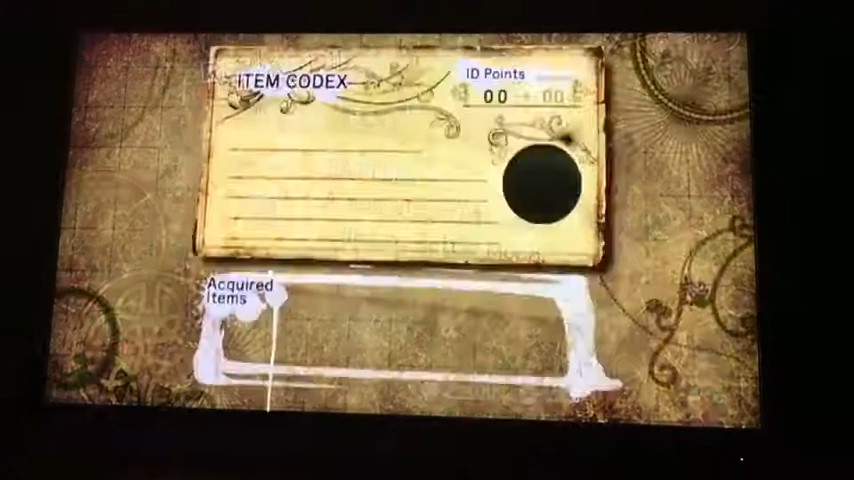 ITEM CODEX
ID Points
00 → 00
Acquired
Items